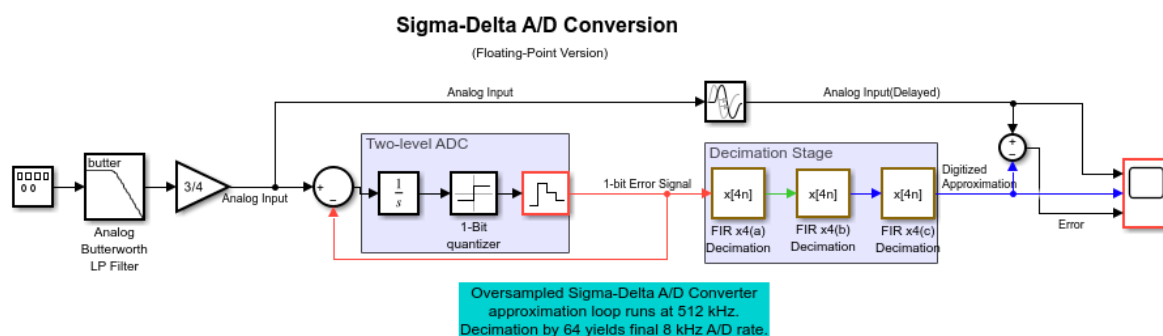 Sigma-Delta A/D Conversion
(Floating-Point Version)
Analog Input
Analog Input(Delayed)
butter
Analog
Butterworth
LP Filter
3/4
Analog Input
+
−
Two-level ADC
1
s
1-Bit
quantizer
1-bit Error Signal
Decimation Stage
x[4n]
FIR x4(a)
Decimation
x[4n]
FIR x4(b)
Decimation
x[4n]
FIR x4(c)
Decimation
Digitized
Approximation
+
−
Error
Oversampled Sigma-Delta A/D Converter
approximation loop runs at 512 kHz.
Decimation by 64 yields final 8 kHz A/D rate.